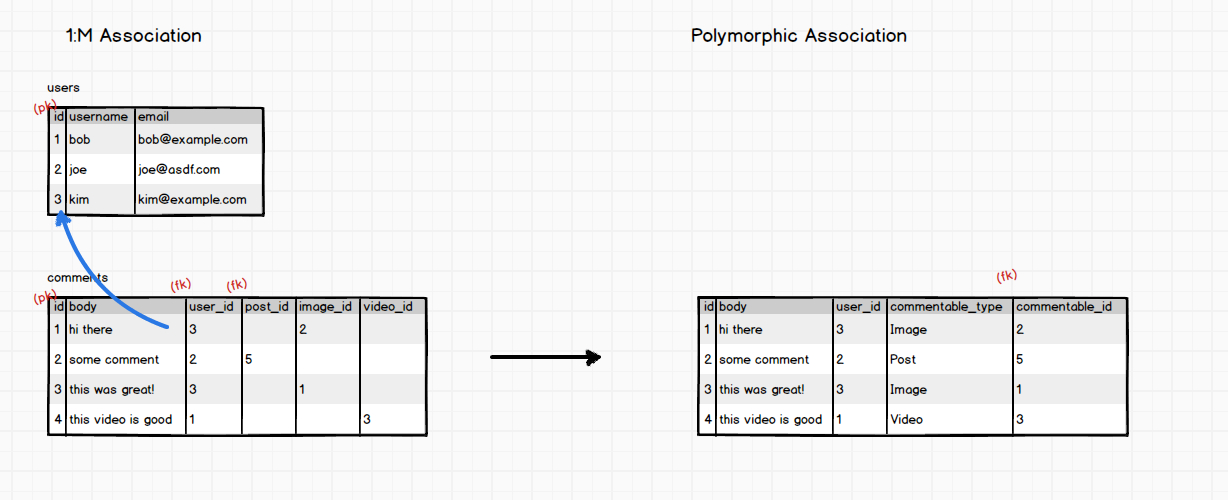 1:M Association
Polymorphic Association
users
(pk)
id username email
1 bob bob@example.com
2 joe joe@asdf.com
3 kim kim@example.com
comments
(pk) (fk) (fk)
id body user_id post_id image_id video_id
1 hi there 3 2
2 some comment 2 5
3 this was great! 3 1
4 this video is good 1 3
(fk)
id body user_id commentable_type commentable_id
1 hi there 3 Image 2
2 some comment 2 Post 5
3 this was great! 3 Image 1
4 this video is good 1 Video 3